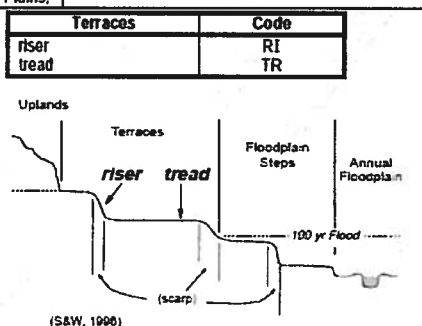 Plains,
Terraces Code
riser RI
tread TR
Uplands
Terraces
Floodplain Steps
Annual Floodplain
riser tread
100 yr Flood
(scarp)
(S&W, 1996)